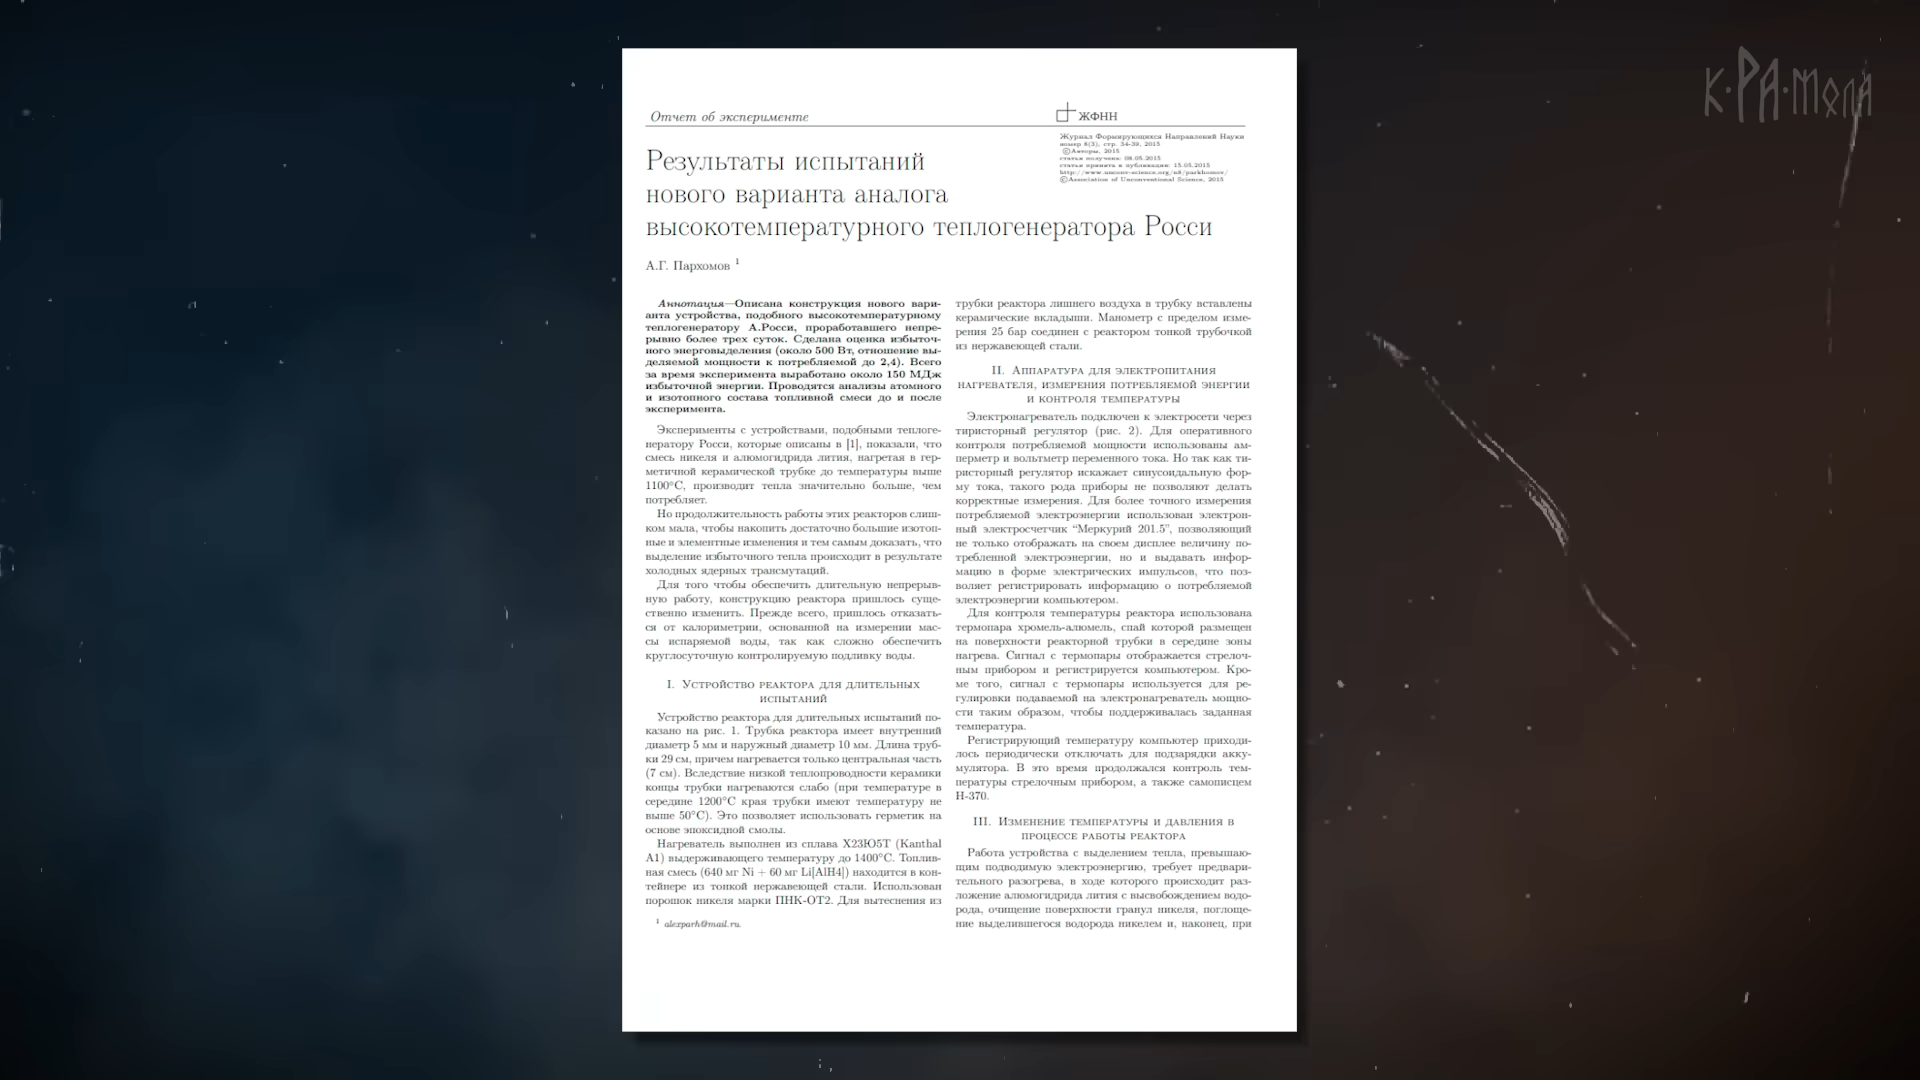 К·РА·МОЛА
Отчет об эксперименте
ЖФНН
Журнал Формирующихся Направлений Науки
номер 8(3), стр. 34-39, 2015
©Авторы, 2015
статья получена: 08.05.2015
статья принята к публикации: 15.05.2015
http://www.unconv-science.org/n8/parkhomov/
©Association of Unconventional Science, 2015
Результаты испытаний
нового варианта аналога
высокотемпературного теплогенератора Росси
А.Г. Пархомов 1
Аннотация—Описана конструкция нового вари-
анта устройства, подобного высокотемпературному
теплогенератору А.Росси, проработавшего непре-
рывно более трех суток. Сделана оценка избыточ-
ного энерговыделения (около 500 Вт, отношение вы-
деляемой мощности к потребляемой до 2,4). Всего
за время эксперимента выработано около 150 МДж
избыточной энергии. Проводятся анализы атомного
и изотопного состава топливной смеси до и после
эксперимента.
Эксперименты с устройствами, подобными теплоге-
нератору Росси, которые описаны в [1], показали, что
смесь никеля и алюмогидрида лития, нагретая в гер-
метичной керамической трубке до температуры выше
1100°С, производит тепла значительно больше, чем
потребляет.
Но продолжительность работы этих реакторов слиш-
ком мала, чтобы накопить достаточно большие изотоп-
ные и элементные изменения и тем самым доказать, что
выделение избыточного тепла происходит в результате
холодных ядерных трансмутаций.
Для того чтобы обеспечить длительную непрерыв-
ную работу, конструкцию реактора пришлось суще-
ственно изменить. Прежде всего, пришлось отказать-
ся от калориметрии, основанной на измерении мас-
сы испаряемой воды, так как сложно обеспечить
круглосуточную контролируемую подливку воды.
I. Устройство реактора для длительных
испытаний
Устройство реактора для длительных испытаний по-
казано на рис. 1. Трубка реактора имеет внутренний
диаметр 5 мм и наружный диаметр 10 мм. Длина труб-
ки 29 см, причем нагревается только центральная часть
(7 см). Вследствие низкой теплопроводности керамики
концы трубки нагреваются слабо (при температуре в
середине 1200°С края трубки имеют температуру не
выше 50°С). Это позволяет использовать герметик на
основе эпоксидной смолы.
Нагреватель выполнен из сплава Х23Ю5Т (Kanthal
A1) выдерживающего температуру до 1400°С. Топлив-
ная смесь (640 мг Ni + 60 мг Li[AlH4]) находится в кон-
тейнере из тонкой нержавеющей стали. Использован
порошок никеля марки ПНК-ОТ2. Для вытеснения из
1 alexparh@mail.ru
трубки реактора лишнего воздуха в трубку вставлены
керамические вкладыши. Манометр с пределом изме-
рения 25 бар соединен с реактором тонкой трубочкой
из нержавеющей стали.
II. Аппаратура для электропитания
нагревателя, измерения потребляемой энергии
и контроля температуры
Электронагреватель подключен к электросети через
тиристорный регулятор (рис. 2). Для оперативного
контроля потребляемой мощности использованы ам-
перметр и вольтметр переменного тока. Но так как ти-
ристорный регулятор искажает синусоидальную фор-
му тока, такого рода приборы не позволяют делать
корректные измерения. Для более точного измерения
потребляемой электроэнергии использован электрон-
ный электросчетчик “Меркурий 201.5”, позволяющий
не только отображать на своем дисплее величину по-
требленной электроэнергии, но и выдавать инфор-
мацию в форме электрических импульсов, что поз-
воляет регистрировать информацию о потребляемой
электроэнергии компьютером.
Для контроля температуры реактора использована
термопара хромель-алюмель, спай которой размещен
на поверхности реакторной трубки в середине зоны
нагрева. Сигнал с термопары отображается стрелоч-
ным прибором и регистрируется компьютером. Кро-
ме того, сигнал с термопары используется для ре-
гулировки подаваемой на электронагреватель мощно-
сти таким образом, чтобы поддерживалась заданная
температура.
Регистрирующий температуру компьютер приходи-
лось периодически отключать для подзарядки акку-
мулятора. В это время продолжался контроль тем-
пературы стрелочным прибором, а также самописцем
Н-370.
III. Изменение температуры и давления в
процессе работы реактора
Работа устройства с выделением тепла, превышаю-
щим подводимую электроэнергию, требует предвари-
тельного разогрева, в ходе которого происходит раз-
ложение алюмогидрида лития с высвобождением водо-
рода, очищение поверхности гранул никеля, поглоще-
ние выделившегося водорода никелем и, наконец, при